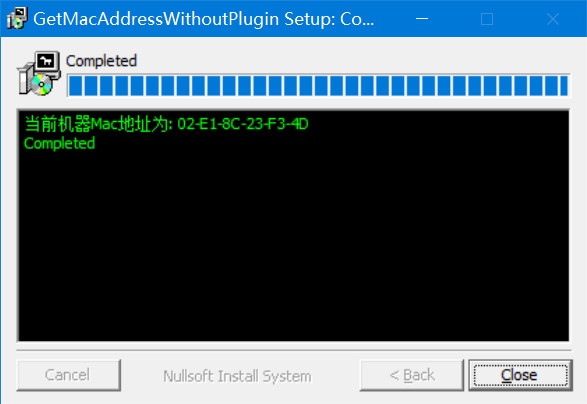 GetMacAddressWithoutPlugin Setup: Co...
Completed
当前机器Mac地址为: 02-E1-8C-23-F3-4D
Completed
Cancel
Nullsoft Install System
< Back
Close